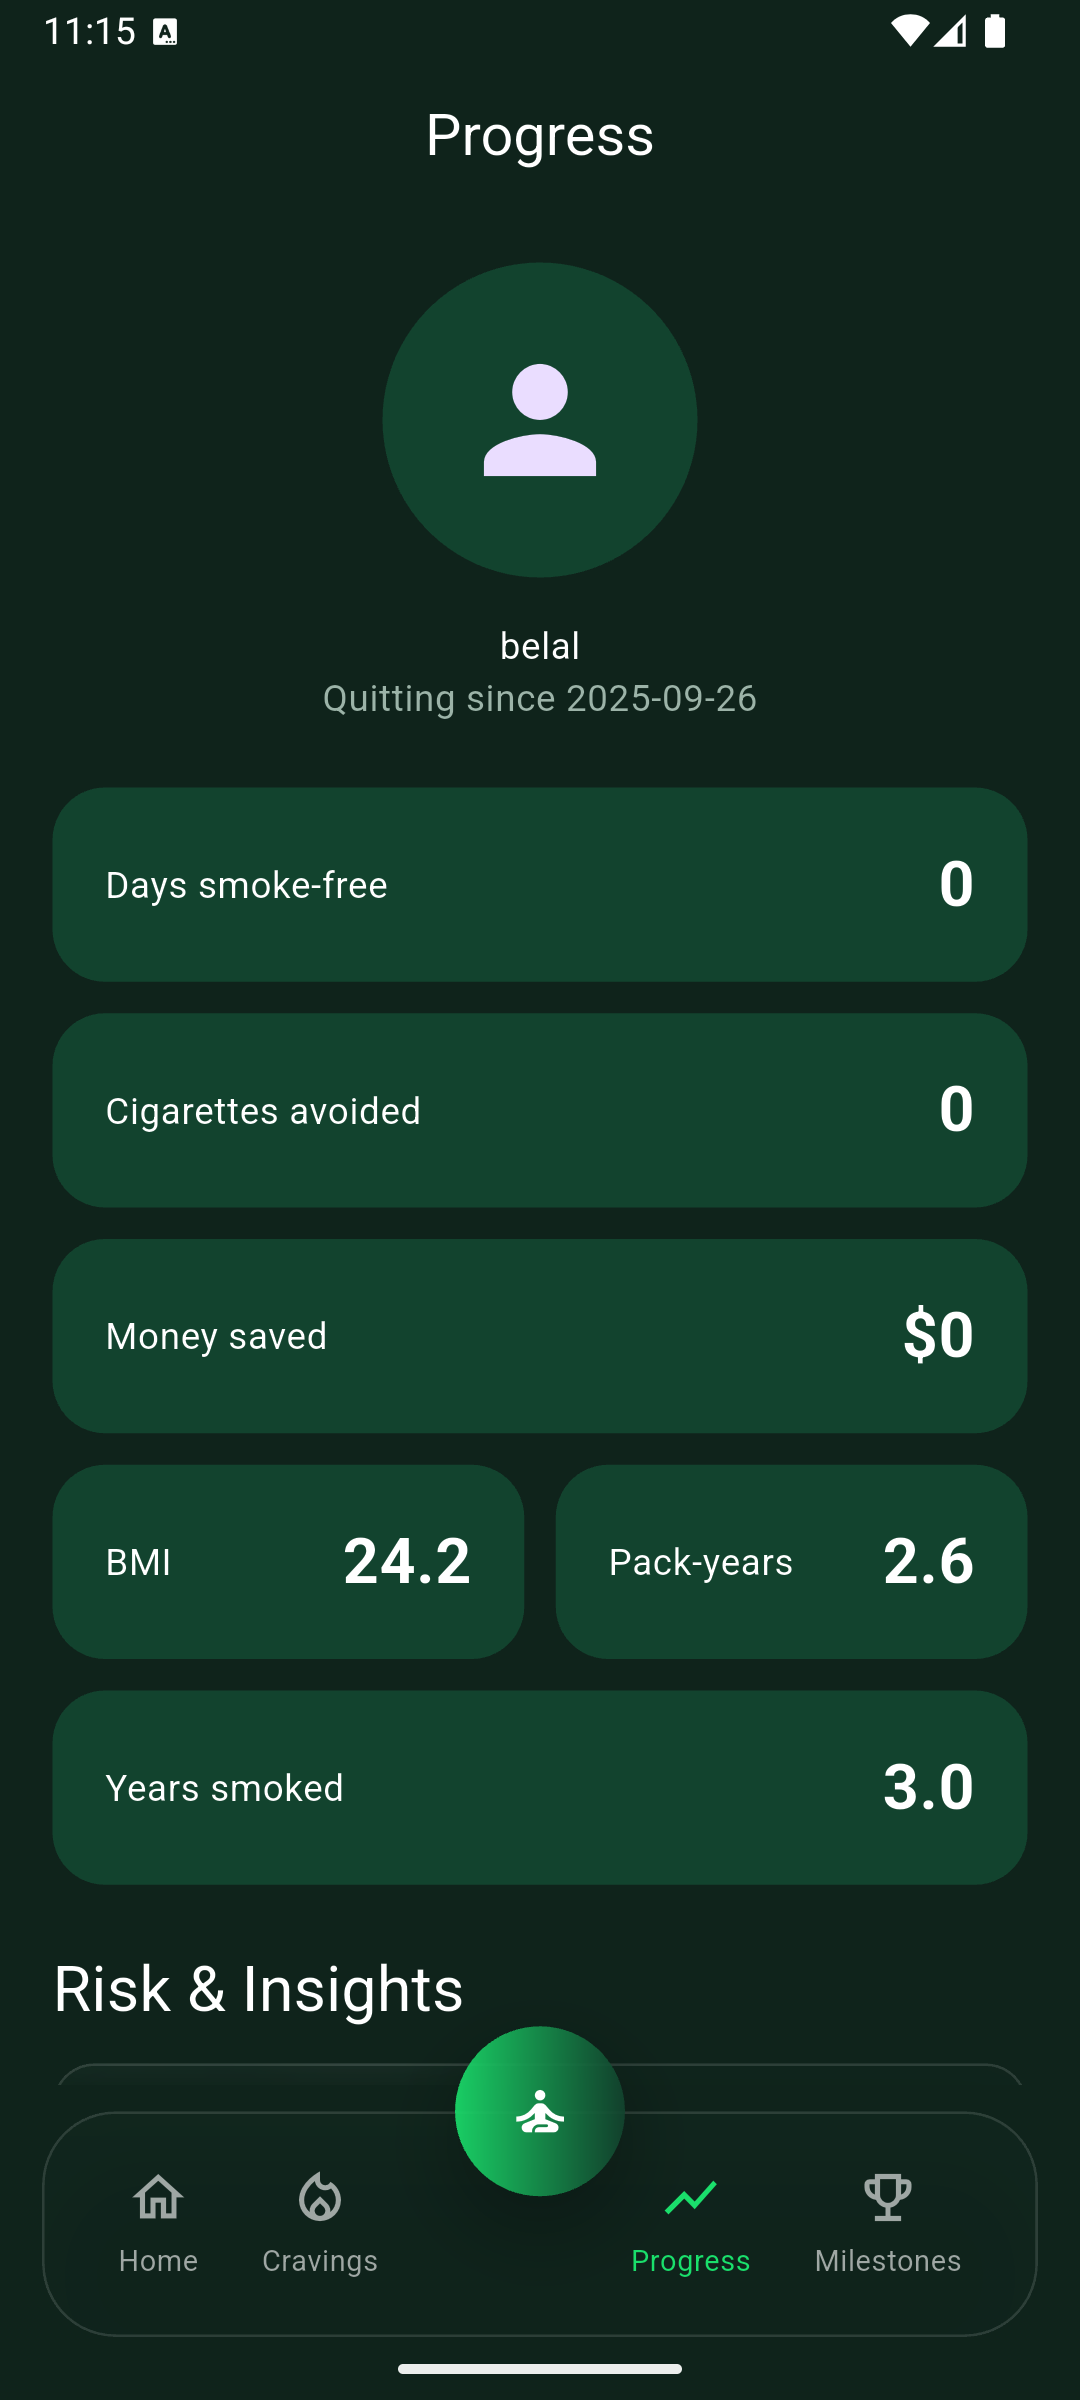 11:15
Progress
belal
Quitting since 2025-09-26
Days smoke-free 0
Cigarettes avoided 0
Money saved $0
BMI 24.2 Pack-years 2.6
Years smoked 3.0
Risk & Insights
Home Cravings Progress Milestones